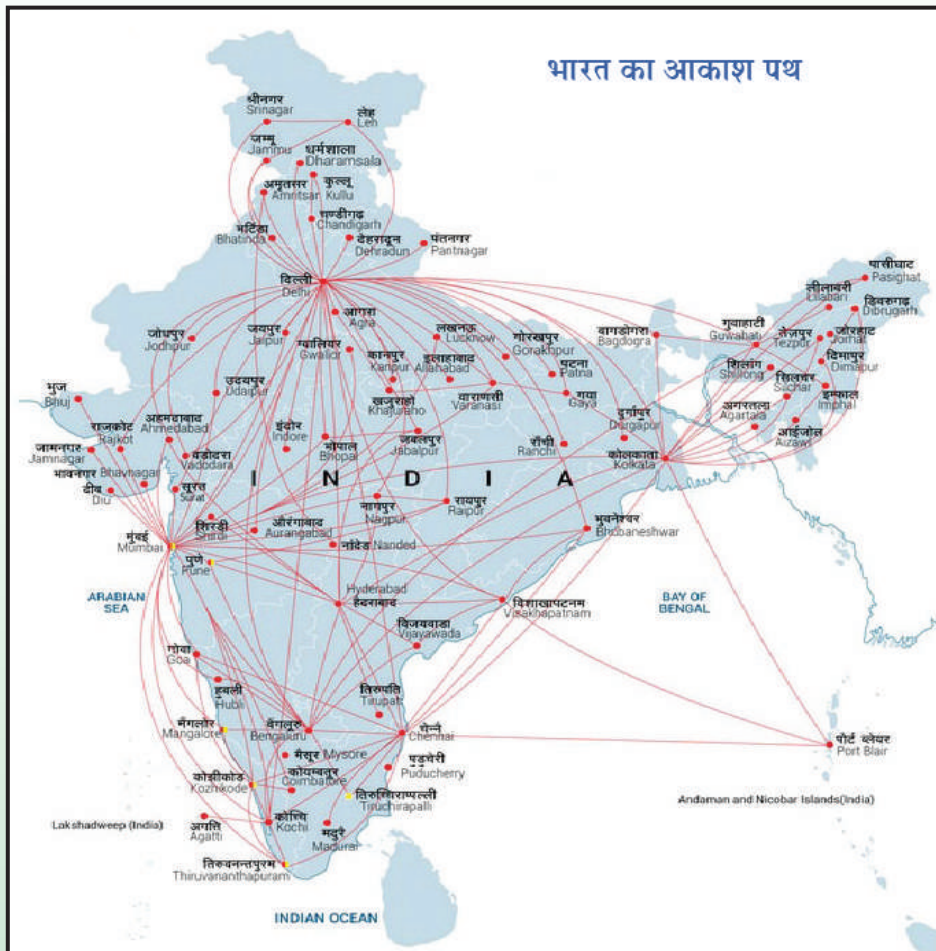 भारत का आकाश पथ
श्रीनगर
Srinagar
लेह
Leh
जम्मू
Jammu
धर्मशाला
Dharamsala
कुल्लू
Kullu
अमृतसर
Amritsar
चण्डीगढ़
Chandigarh
भटिंडा
Bhatinda
देहरादून
Dehradun
पंतनगर
Pantnagar
दिल्ली
Delhi
पासीघाट
Pasighat
लीलाबरी
Lilabari
डिबरुगढ़
Dibrugarh
आगरा
Agra
जोधपुर
Jodhpur
जयपुर
Jaipur
ग्वालियर
Gwalior
लखनऊ
Lucknow
कानपुर
Kanpur
इलाहाबाद
Allahabad
गोरखपुर
Gorakhpur
बागडोगरा
Bagdogra
गुवाहाटी
Guwahati
तेज़पुर
Tezpur
जोरहाट
Jorhat
दिमापुर
Dimapur
पटना
Patna
शिलांग
Shillong
सिलचर
Silchar
इम्फाल
Imphal
उदयपुर
Udaipur
खजुराहो
Khajuraho
वाराणसी
Varanasi
गया
Gaya
अगरतला
Agartala
आईजोल
Aizawl
भुज
Bhuj
राजकोट
Rajkot
अहमदाबाद
Ahmedabad
इंदौर
Indore
भोपाल
Bhopal
जबलपुर
Jabalpur
राँची
Ranchi
दुर्गापुर
Durgapur
कोलकाता
Kolkata
जामनगर
Jamnagar
भावनगर
Bhavnagar
वडोदरा
Vadodara
INDIA
दीव
Diu
सूरत
Surat
नागपुर
Nagpur
रायपुर
Raipur
शिरडी
Shirdi
औरंगाबाद
Aurangabad
भुवनेश्वर
Bhubaneshwar
मुंबई
Mumbai
नांदेड Nanded
पुणे
Pune
ARABIAN
SEA
Hyderabad
हैदराबाद
विशाखापटनम
Visakhapatnam
BAY OF
BENGAL
विजयवाडा
Vijayawada
गोवा
Goa
हुबली
Hubli
तिरुपति
Tirupati
मैंगलोर
Mangalore
बेंगलुरु
Bengaluru
चेन्नै
Chennai
पोर्ट ब्लेयर
Port Blair
मैसूर Mysore
पुडुचेरी
Puducherry
कोझीकोड
Kozhikode
कोयम्बतूर
Coimbatore
तिरुच्चिराप्पल्ली
Tiruchirapalli
Andaman and Nicobar Islands(India)
Lakshadweep (India)
अगत्ति
Agatti
कोच्चि
Kochi
मदुरै
Madurai
तिरुवनन्तपुरम
Thiruvananthapuram
INDIAN OCEAN